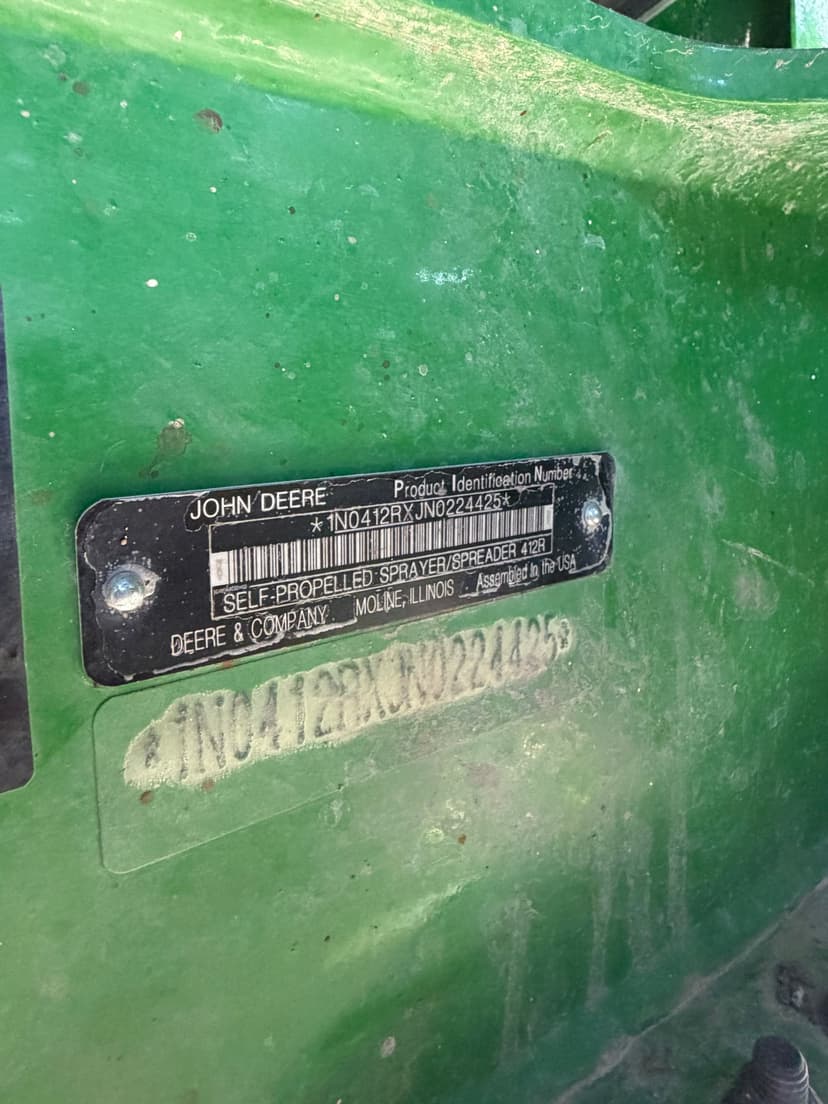 JOHN DEERE Product Identification Number
*1N0412RXJN0224425*
SELF-PROPELLED SPRAYER/SPREADER 412R
DEERE & COMPANY MOLINE, ILLINOIS Assembled in the USA
*1N0412RXJN0224425*